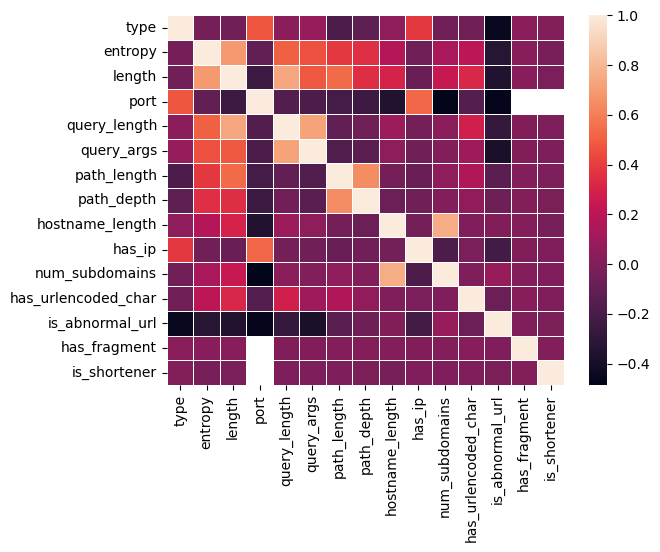 type
entropy
length
port
query_length
query_args
path_length
path_depth
hostname_length
has_ip
num_subdomains
has_urlencoded_char
is_abnormal_url
has_fragment
is_shortener
type
entropy
length
port
query_length
query_args
path_length
path_depth
hostname_length
has_ip
num_subdomains
has_urlencoded_char
is_abnormal_url
has_fragment
is_shortener
1.0
0.8
0.6
0.4
0.2
0.0
−0.2
−0.4